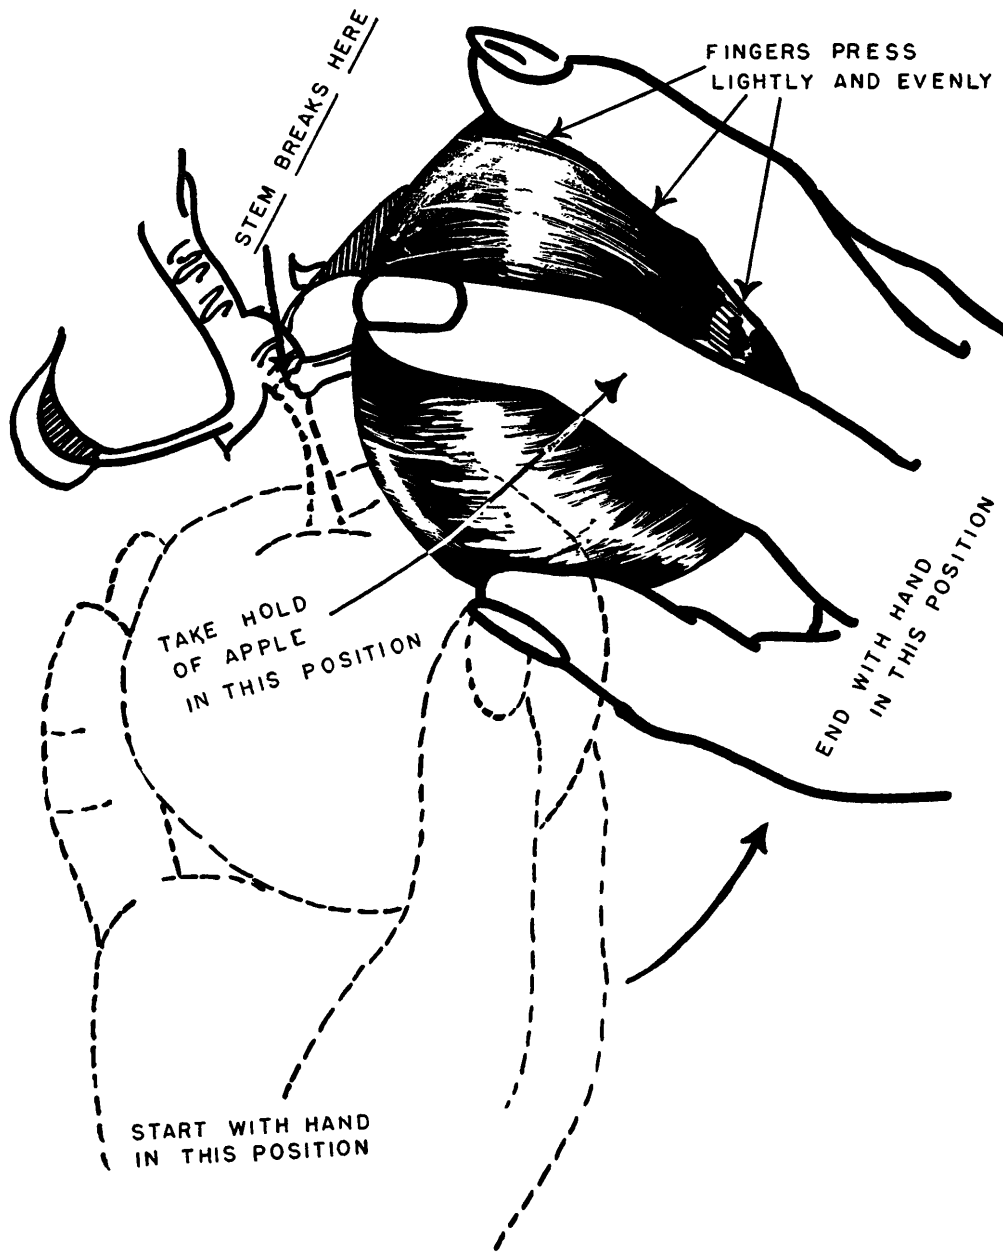 STEM BREAKS HERE
FINGERS PRESS
LIGHTLY AND EVENLY
TAKE HOLD
OF APPLE
IN THIS POSITION
END WITH HAND
IN THIS POSITION
START WITH HAND
IN THIS POSITION